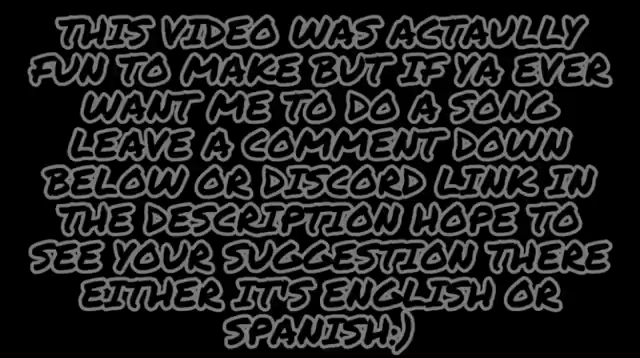 THIS VIDEO WAS ACTAULLY
FUN TO MAKE BUT IF YA EVER
WANT ME TO DO A SONG
LEAVE A COMMENT DOWN
BELOW OR DISCORD LINK IN
THE DESCRIPTION HOPE TO
SEE YOUR SUGGESTION THERE
EITHER IT'S ENGLISH OR
SPANISH:)